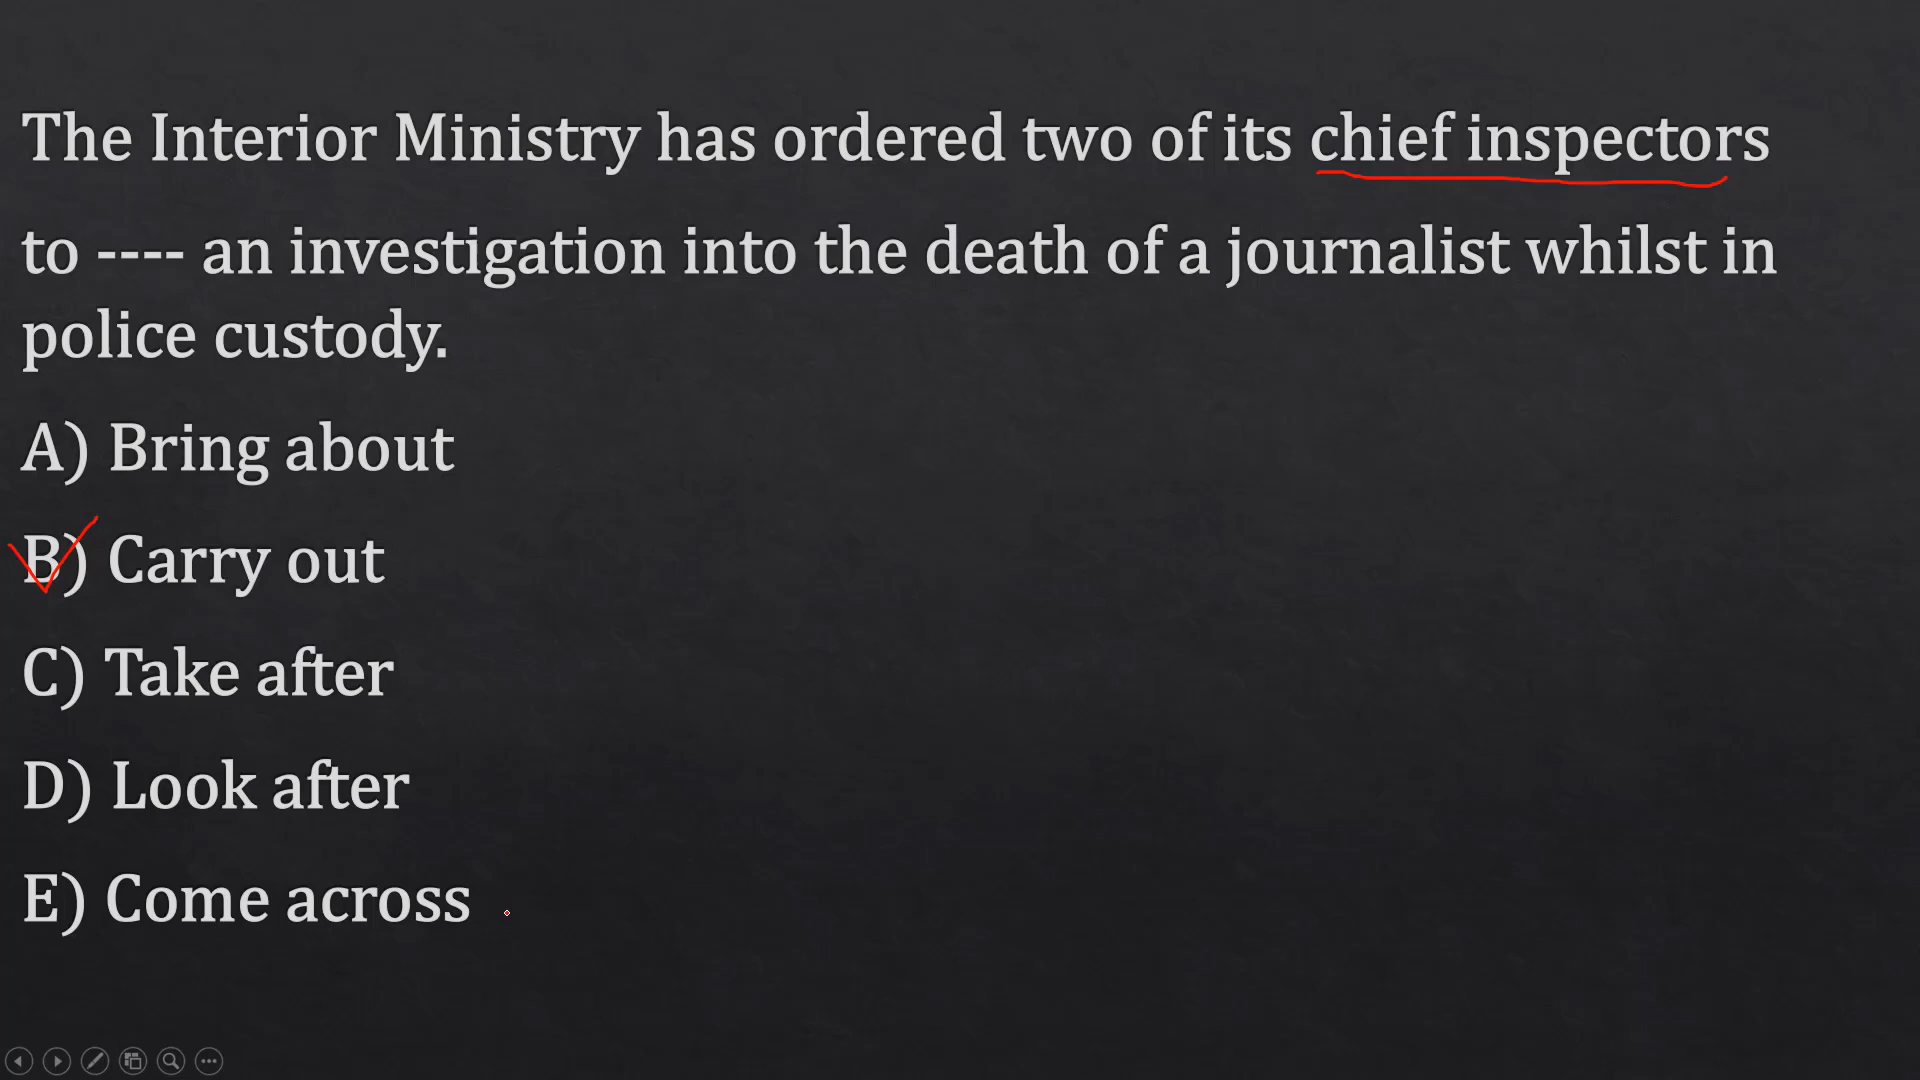 The Interior Ministry has ordered two of its chief inspectors
to ---- an investigation into the death of a journalist whilst in
police custody.
A) Bring about
B) Carry out
C) Take after
D) Look after
E) Come across